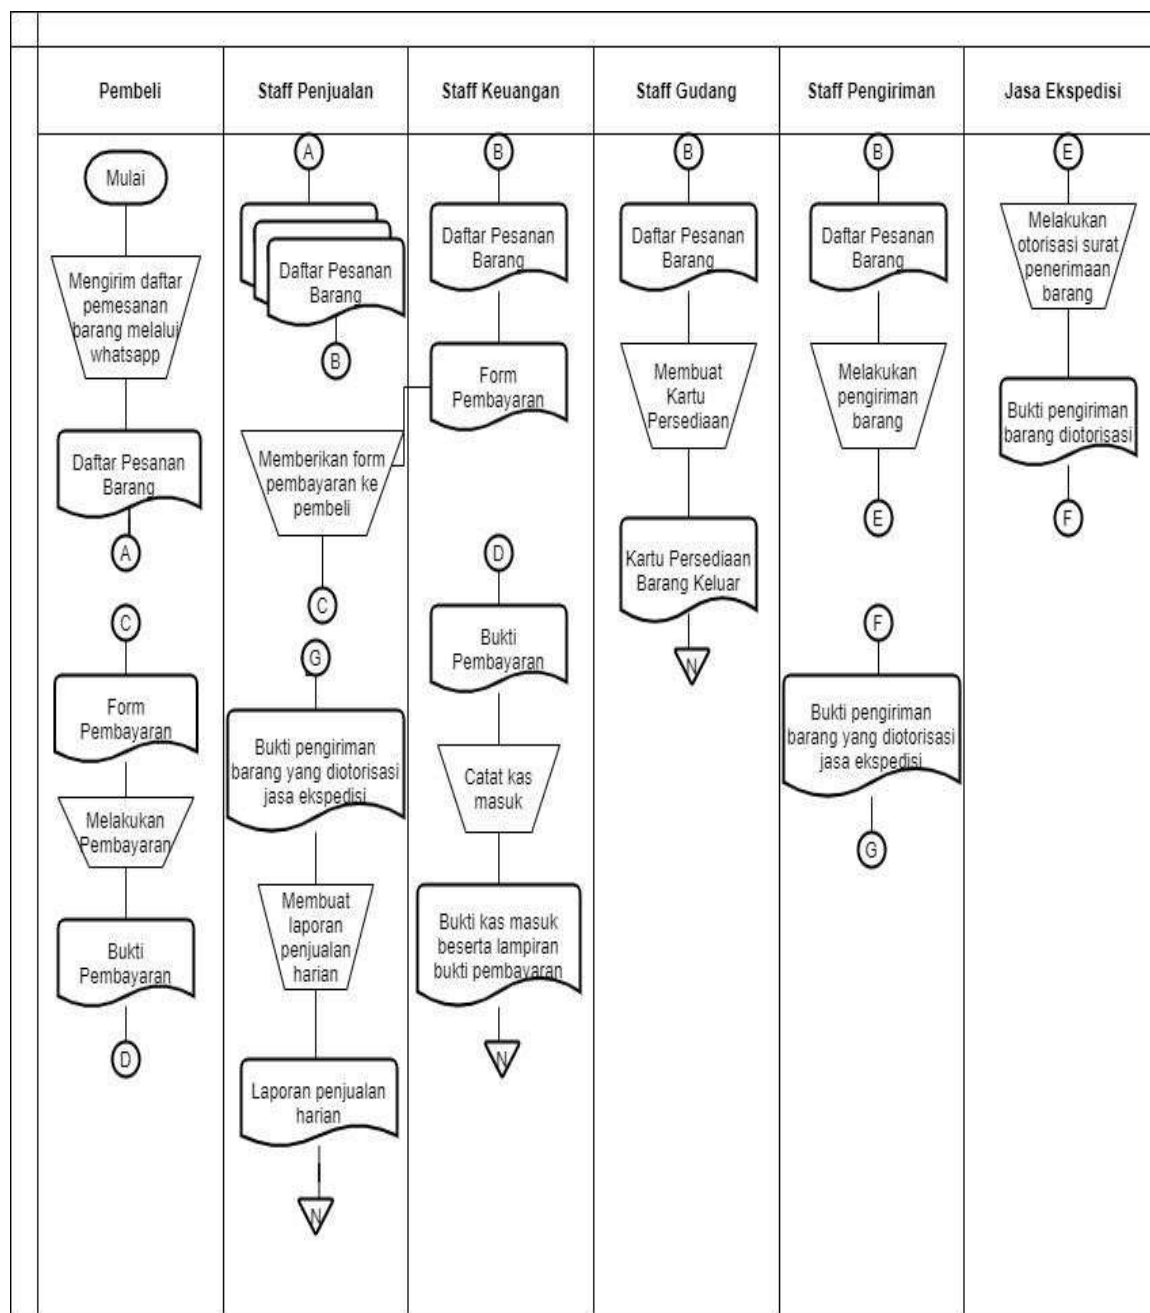 Pembeli
Staff Penjualan
Staff Keuangan
Staff Gudang
Staff Pengiriman
Jasa Ekspedisi
Mulai
Mengirim daftar
pemesanan
barang melalui
whatsapp
Daftar Pesanan
Barang
A
C
Form
Pembayaran
Melakukan
Pembayaran
Bukti
Pembayaran
D
A
Daftar Pesanan
Barang
B
Memberikan form
pembayaran ke
pembeli
C
G
Bukti pengiriman
barang yang diotorisasi
jasa ekspedisi
Membuat
laporan
penjualan
harian
Laporan penjualan
harian
N
B
Daftar Pesanan
Barang
Form
Pembayaran
D
Bukti
Pembayaran
Catat kas
masuk
Bukti kas masuk
beserta lampiran
bukti pembayaran
N
B
Daftar Pesanan
Barang
Membuat
Kartu
Persediaan
Kartu Persediaan
Barang Keluar
N
B
Daftar Pesanan
Barang
Melakukan
pengiriman
barang
E
F
Bukti pengiriman
barang yang diotorisasi
jasa ekspedisi
G
E
Melakukan
otorisasi surat
penerimaan
barang
Bukti pengiriman
barang diotorisasi
F